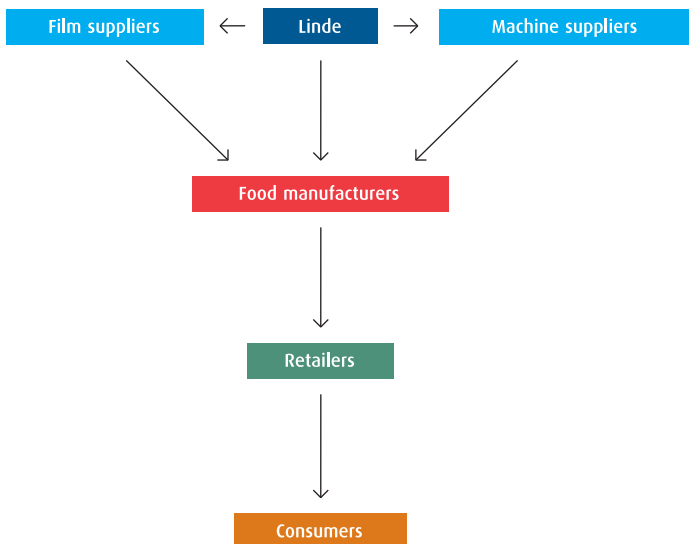 Film suppliers
Linde
Machine suppliers
Food manufacturers
Retailers
Consumers